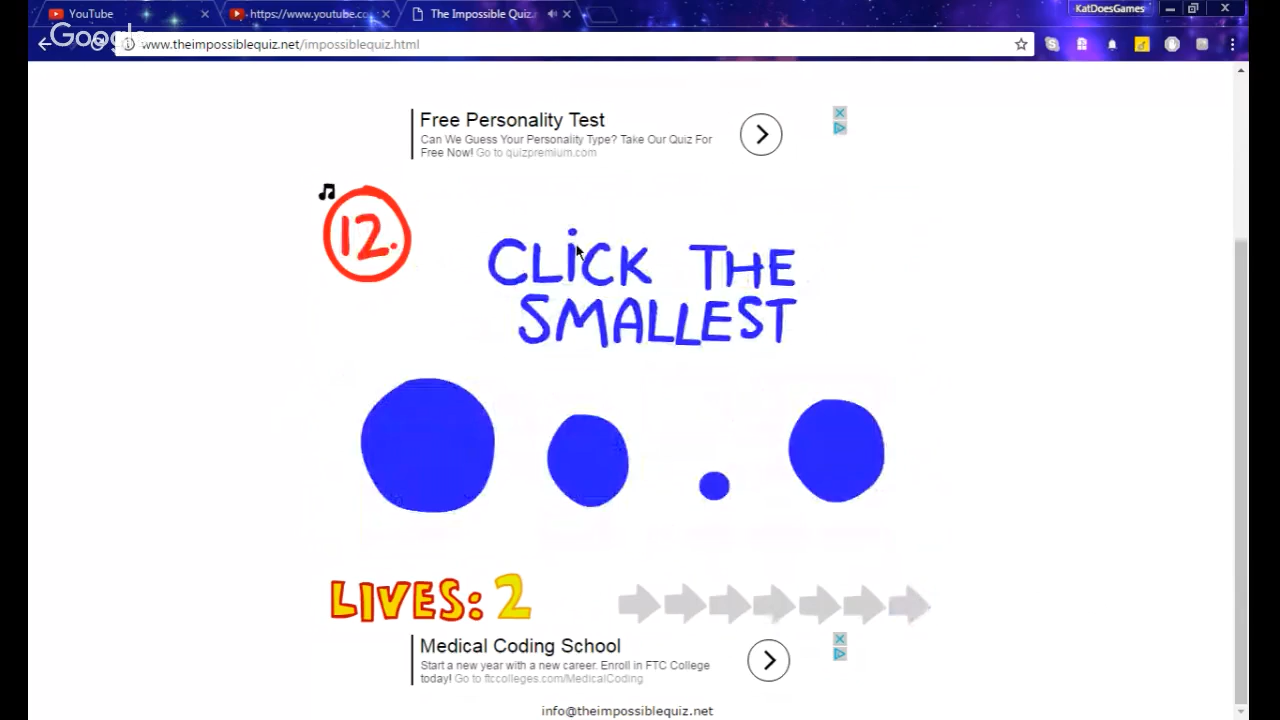 YouTube
https://www.youtube.cc
The Impossible Quiz.
KatDoesGames
Google
www.theimpossiblequiz.net/impossiblequiz.html
Free Personality Test
Can We Guess Your Personality Type? Take Our Quiz For
Free Now! Go to quizpremium.com
12.
CLiCK THE
SMALLEST
LIVES: 2
Medical Coding School
Start a new year with a new career. Enroll in FTC College
today! Go to ftccolleges.com/MedicalCoding
info@theimpossiblequiz.net